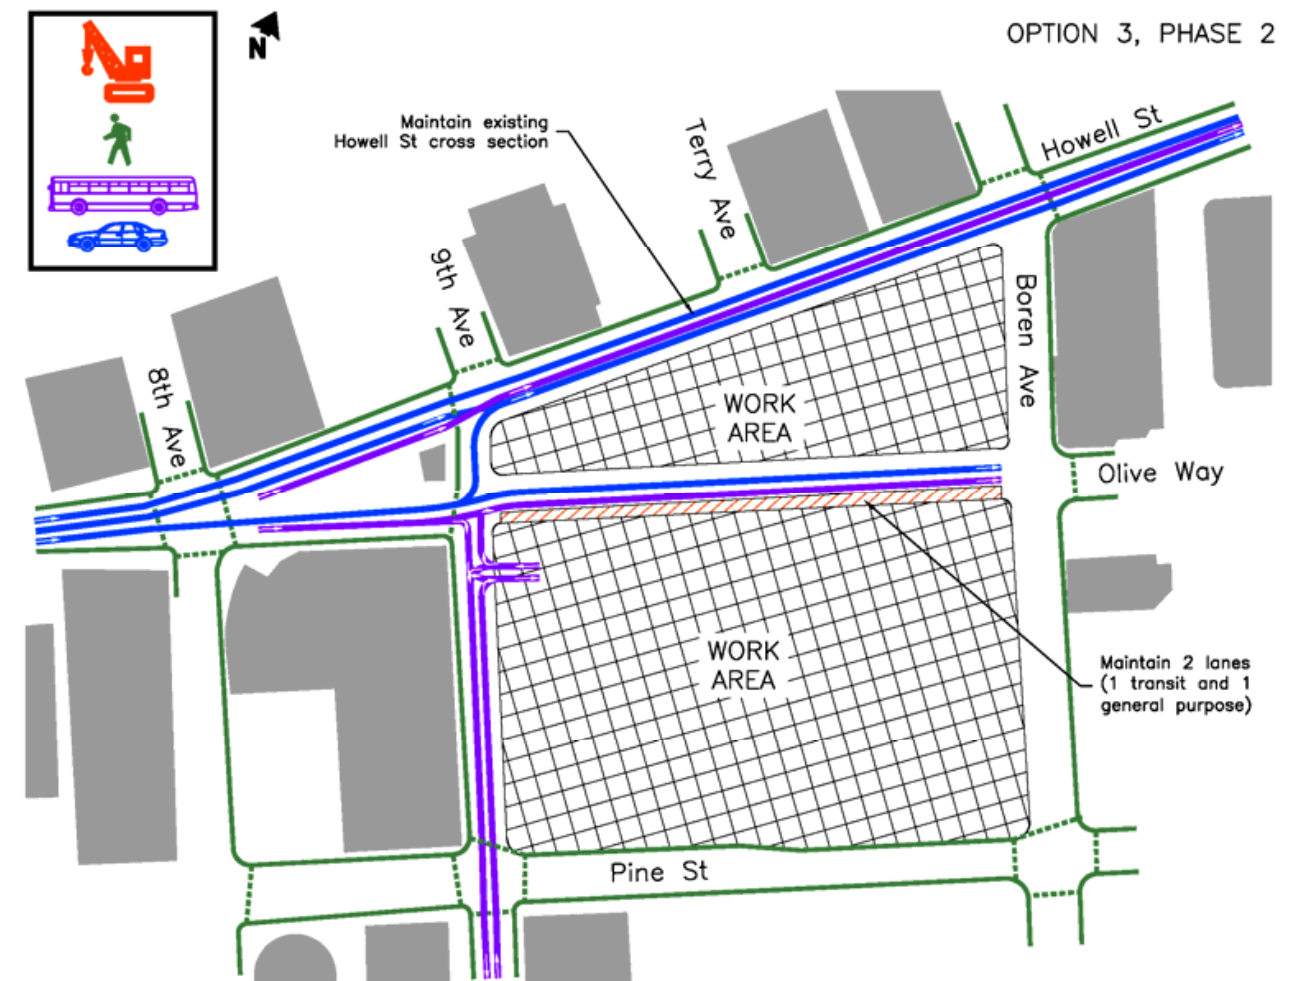 OPTION 3, PHASE 2
N
Maintain existing
Howell St cross section
Terry Ave
Howell St
9th Ave
8th Ave
Boren Ave
WORK
AREA
Olive Way
WORK
AREA
Maintain 2 lanes
(1 transit and 1
general purpose)
Pine St